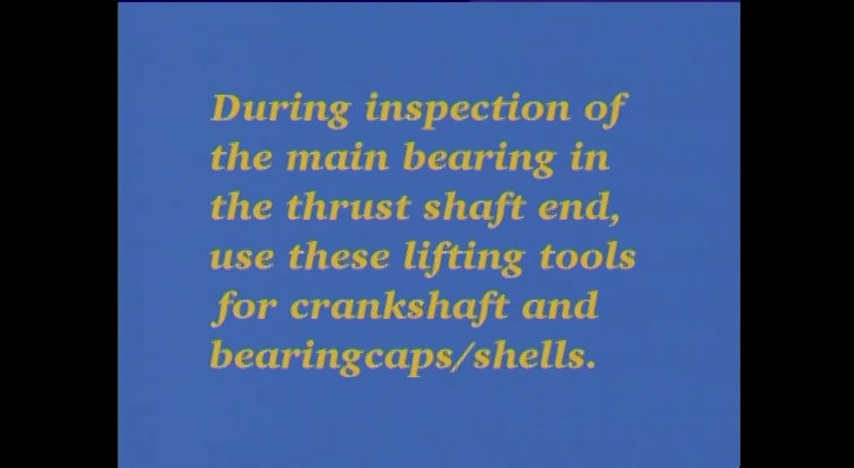 During inspection of
the main bearing in
the thrust shaft end,
use these lifting tools
for crankshaft and
bearingcaps/shells.